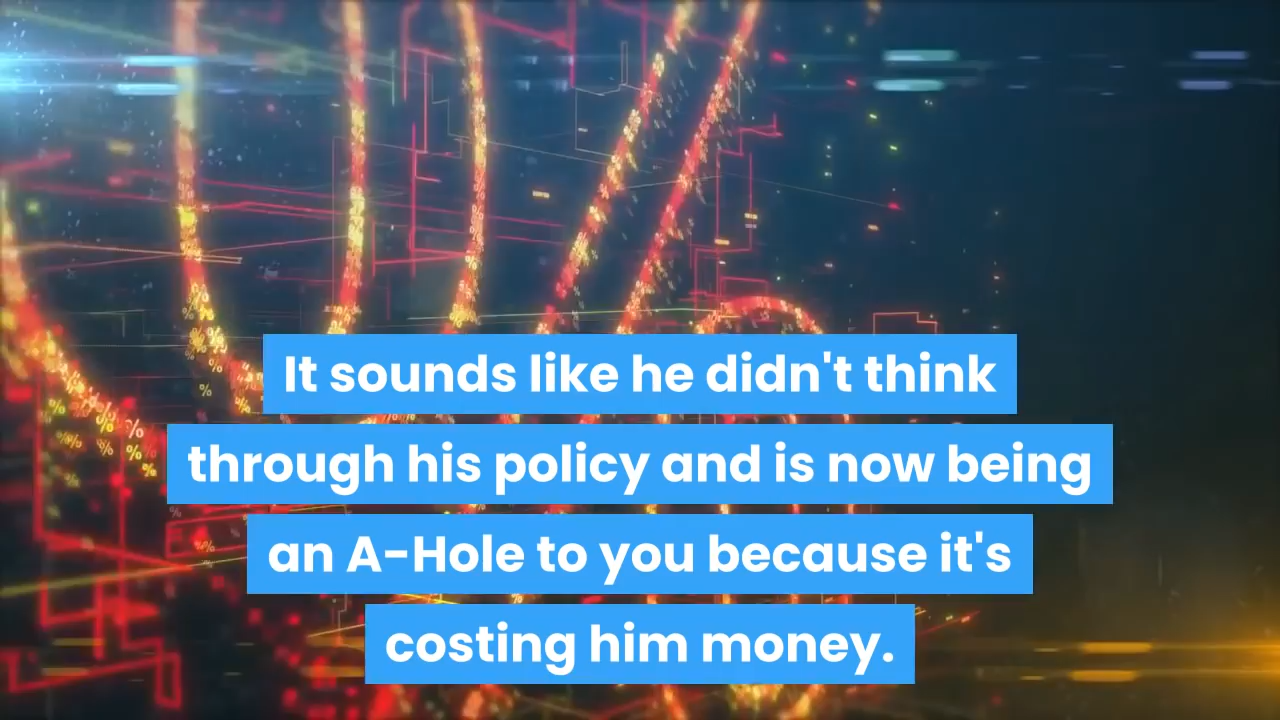 It sounds like he didn't think
through his policy and is now being
an A-Hole to you because it's
costing him money.